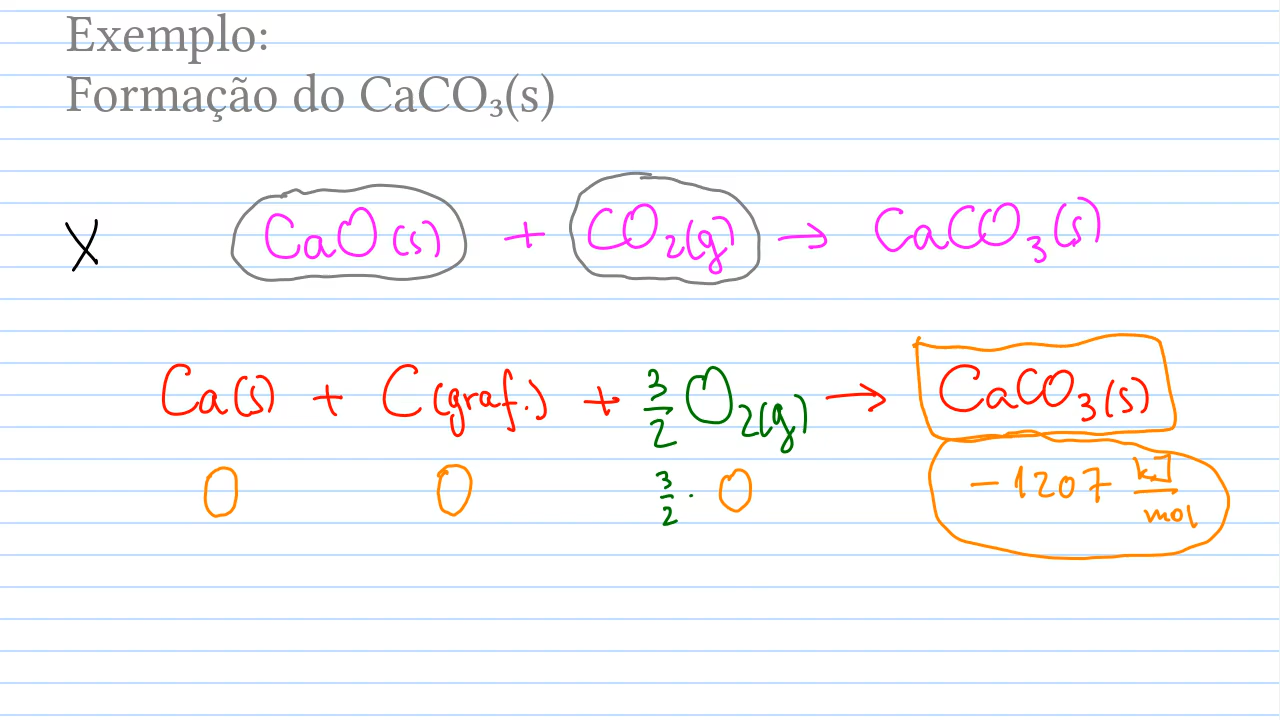 Exemplo:
Formação do CaCO₃(s)
X CaO(s) + CO₂(g) → CaCO₃(s)
Ca(s) + C(graf.) + 3/2 O₂(g) → CaCO₃(s)
0 0 3/2 · 0 -1207 kJ/mol